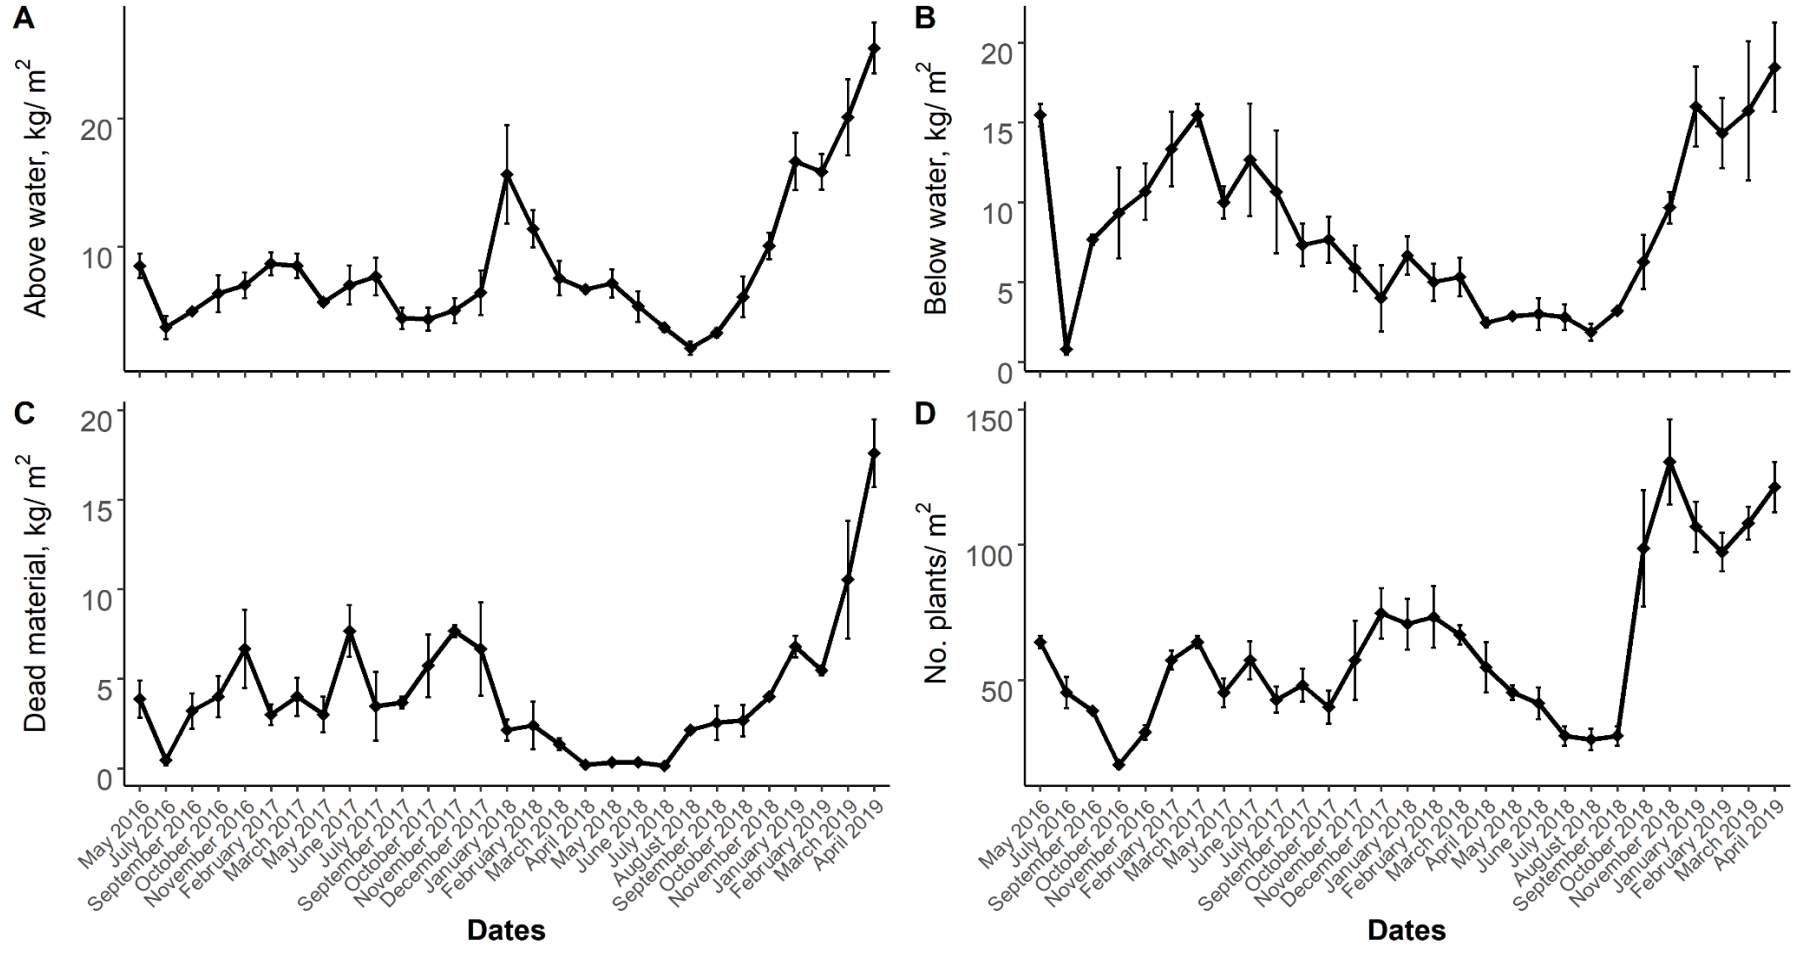 A
Above water, kg/ m2
20
10
B
Below water, kg/ m2
20
15
10
5
0
C
Dead material, kg/ m2
20
15
10
5
0
May 2016
July 2016
September 2016
October 2016
November 2016
February 2017
March 2017
May 2017
June 2017
July 2017
September 2017
October 2017
November 2017
December 2017
January 2018
February 2018
March 2018
April 2018
May 2018
June 2018
July 2018
August 2018
September 2018
October 2018
November 2018
January 2019
February 2019
March 2019
April 2019
Dates
D
No. plants/ m2
150
100
50
May 2016
July 2016
September 2016
October 2016
November 2016
February 2017
March 2017
May 2017
June 2017
July 2017
September 2017
October 2017
November 2017
December 2017
January 2018
February 2018
March 2018
April 2018
May 2018
June 2018
July 2018
August 2018
September 2018
October 2018
November 2018
January 2019
February 2019
March 2019
April 2019
Dates